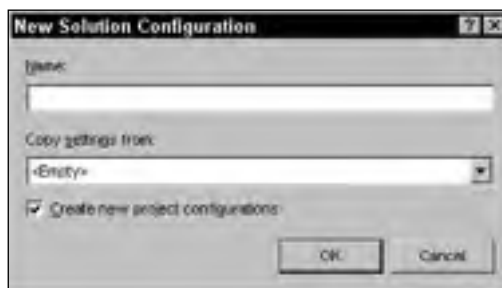 New Solution Configuration
Name:
Copy settings from:
<Empty>
Create new project configurations
OK
Cancel